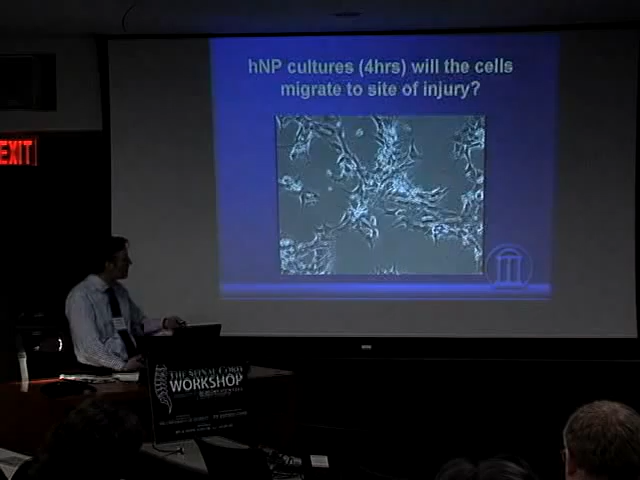 hNP cultures (4hrs) will the cells
migrate to site of injury?
EXIT
THE SPINAL CORD
WORKSHOP